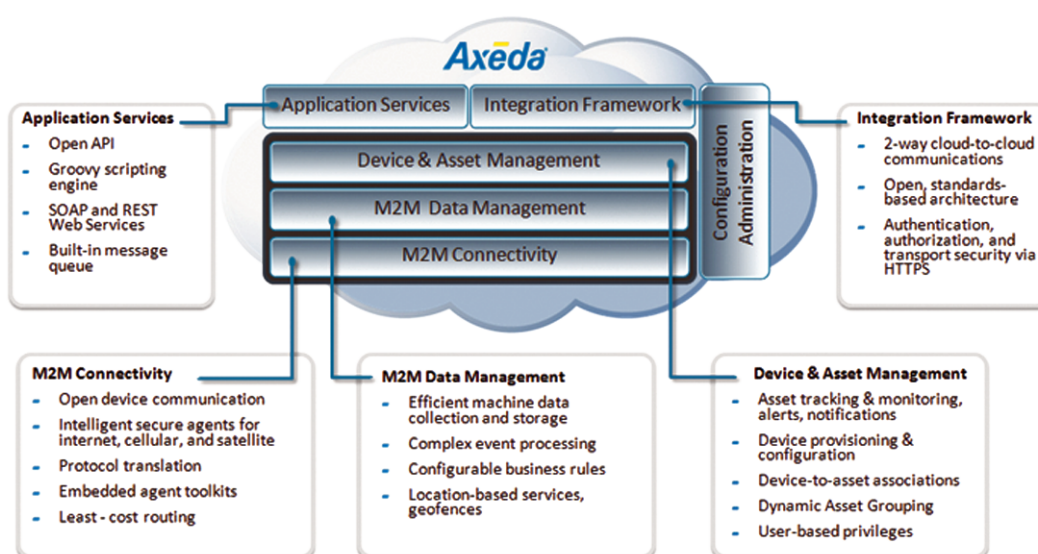 Axeda
Application Services
Integration Framework
Device & Asset Management
M2M Data Management
M2M Connectivity
Configuration
Administration
Application Services
- Open API
- Groovy scripting
engine
- SOAP and REST
Web Services
- Built-in message
queue
Integration Framework
- 2-way cloud-to-cloud
communications
- Open, standards-
based architecture
- Authentication,
authorization, and
transport security via
HTTPS
M2M Connectivity
- Open device communication
- Intelligent secure agents for
internet, cellular, and satellite
- Protocol translation
- Embedded agent toolkits
- Least - cost routing
M2M Data Management
- Efficient machine data
collection and storage
- Complex event processing
- Configurable business rules
- Location-based services,
geofences
Device & Asset Management
- Asset tracking & monitoring,
alerts, notifications
- Device provisioning &
configuration
- Device-to-asset associations
- Dynamic Asset Grouping
- User-based privileges